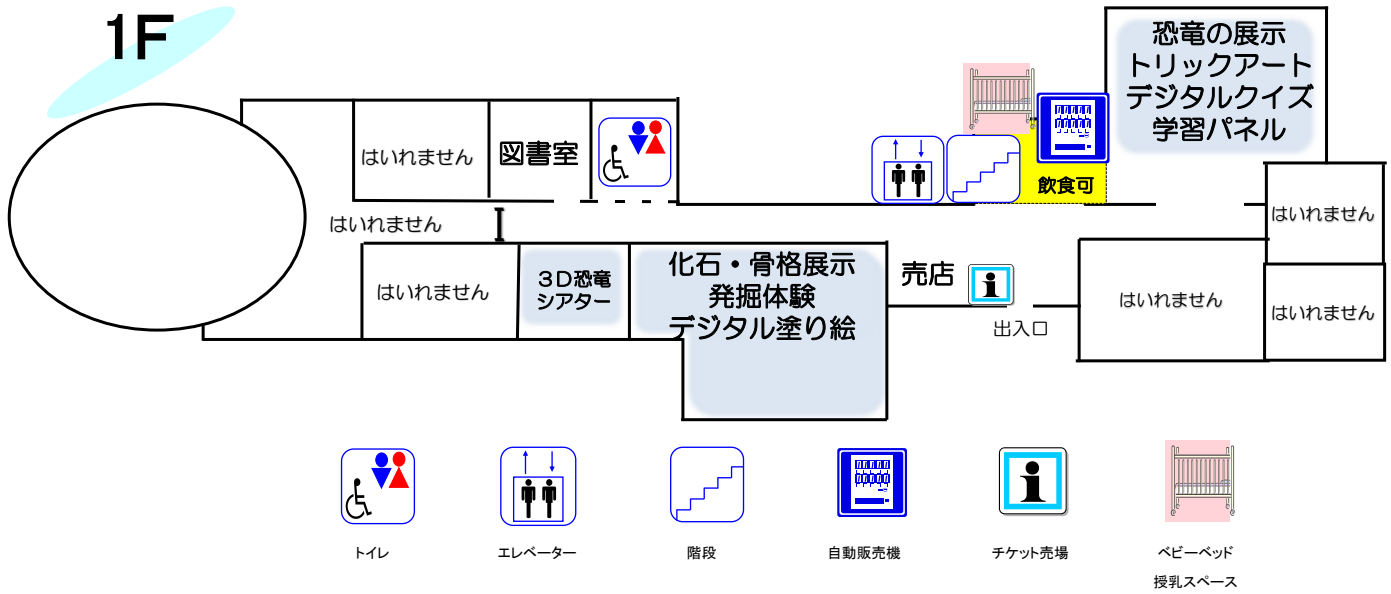 1F
恐竜の展示
トリックアート
デジタルクイズ
学習パネル
はいれません
図書室
飲食可
はいれません
はいれません
はいれません
3D恐竜
シアター
化石・骨格展示
発掘体験
デジタル塗り絵
売店
はいれません
はいれません
出入口
トイレ
エレベーター
階段
自動販売機
チケット売場
ベビーベッド
授乳スペース